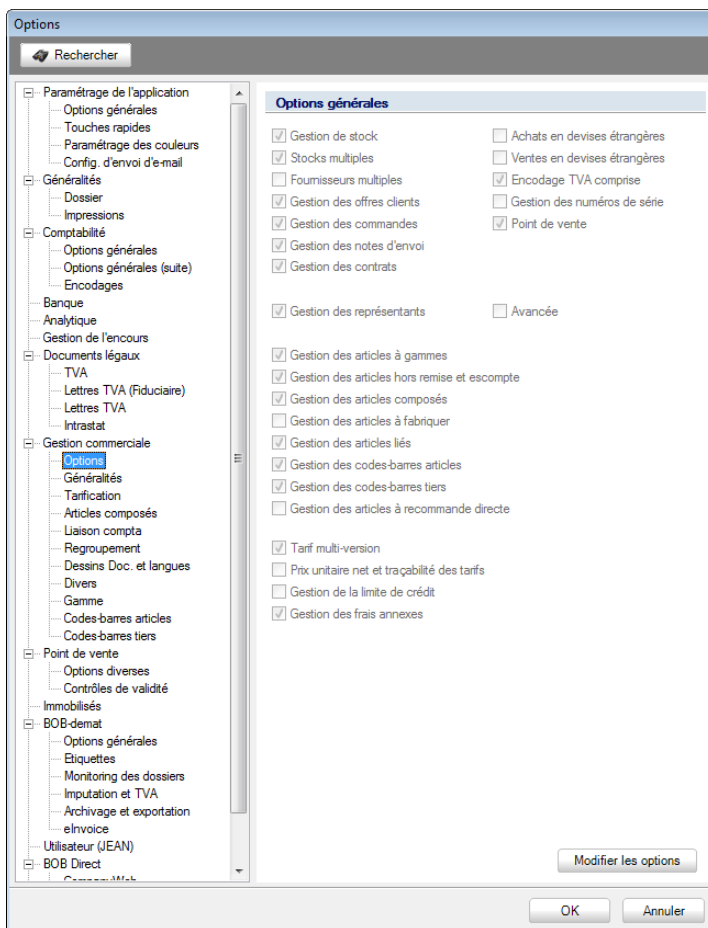 Options
Rechercher
Paramétrage de l'application
Options générales
Touches rapides
Paramétrage des couleurs
Config. d'envoi d'e-mail
Généralités
Dossier
Impressions
Comptabilité
Options générales
Options générales (suite)
Encodages
Banque
Analytique
Gestion de l'encours
Documents légaux
TVA
Lettres TVA (Fiduciaire)
Lettres TVA
Intrastat
Gestion commerciale
Options
Généralités
Tarification
Articles composés
Liaison compta
Regroupement
Dessins Doc. et langues
Divers
Gamme
Codes-barres articles
Codes-barres tiers
Point de vente
Options diverses
Contrôles de validité
Immobilisés
BOB-demat
Options générales
Etiquettes
Monitoring des dossiers
Imputation et TVA
Archivage et exportation
eInvoice
Utilisateur (JEAN)
BOB Direct
CompanyWeb
Options générales
Gestion de stock
Achats en devises étrangères
Stocks multiples
Ventes en devises étrangères
Fournisseurs multiples
Encodage TVA comprise
Gestion des offres clients
Gestion des numéros de série
Gestion des commandes
Point de vente
Gestion des notes d'envoi
Gestion des contrats
Gestion des représentants
Avancée
Gestion des articles à gammes
Gestion des articles hors remise et escompte
Gestion des articles composés
Gestion des articles à fabriquer
Gestion des articles liés
Gestion des codes-barres articles
Gestion des codes-barres tiers
Gestion des articles à recommande directe
Tarif multi-version
Prix unitaire net et traçabilité des tarifs
Gestion de la limite de crédit
Gestion des frais annexes
Modifier les options
OK
Annuler